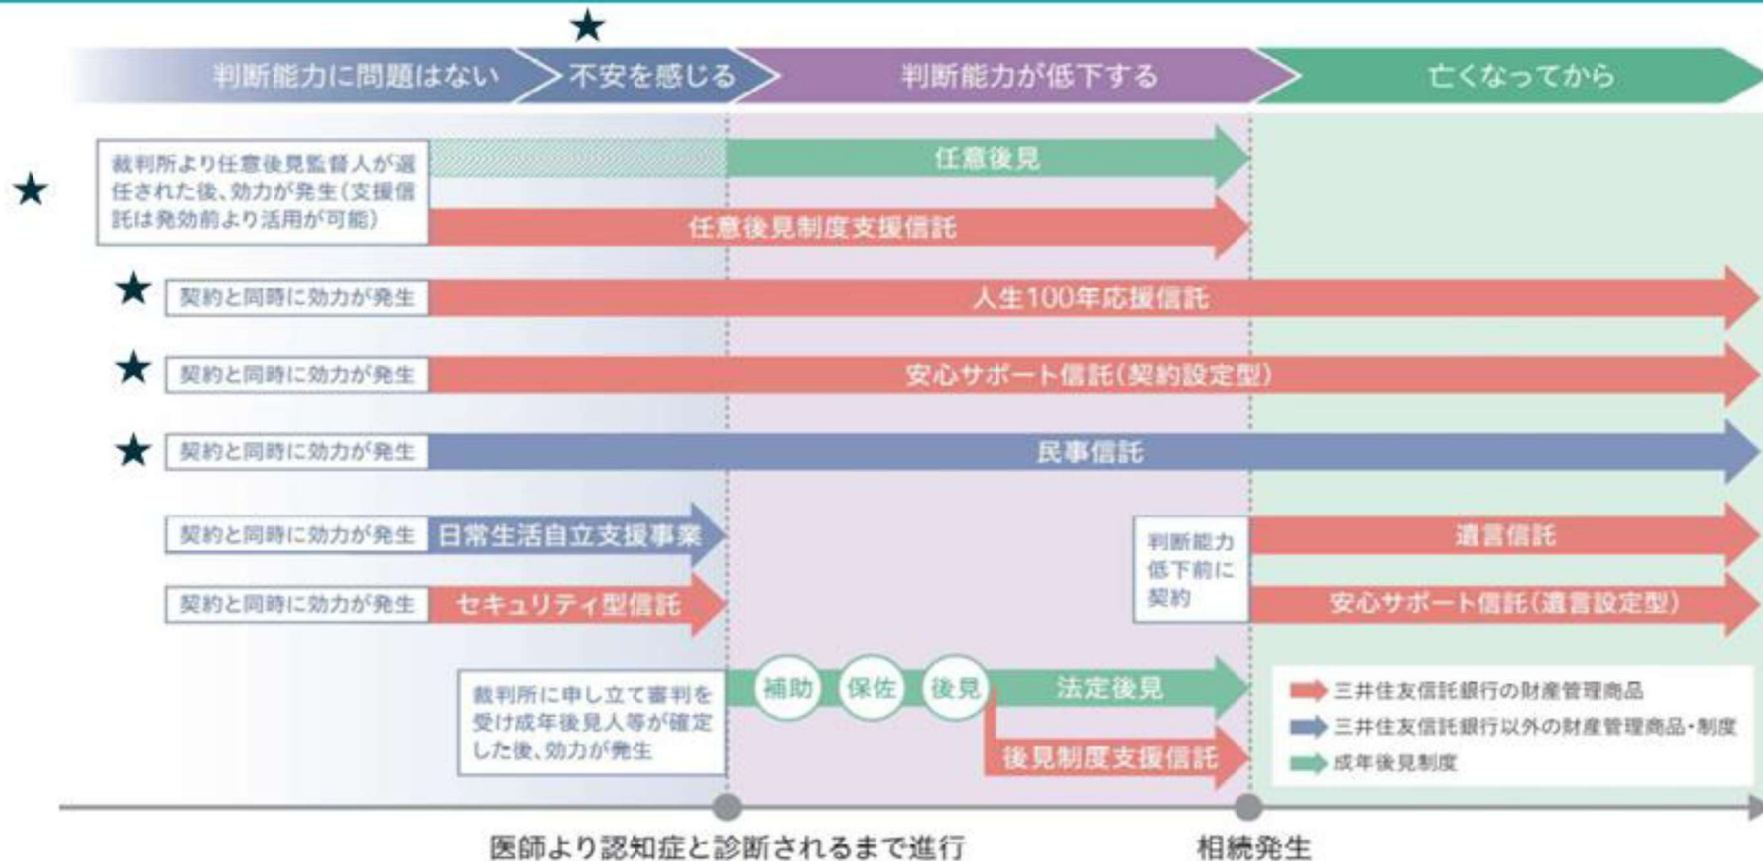 ★
判断能力に問題はない
不安を感じる
判断能力が低下する
亡くなってから
★
裁判所より任意後見監督人が選
任された後、効力が発生(支援信
託は発効前より活用が可能)
任意後見
任意後見制度支援信託
★
契約と同時に効力が発生
人生100年応援信託
★
契約と同時に効力が発生
安心サポート信託(契約設定型)
★
契約と同時に効力が発生
民事信託
契約と同時に効力が発生
日常生活自立支援事業
契約と同時に効力が発生
セキュリティ型信託
判断能力
低下前に
契約
遺言信託
安心サポート信託(遺言設定型)
裁判所に申し立て審判を
受け成年後見人等が確定
した後、効力が発生
補助
保佐
後見
法定後見
後見制度支援信託
三井住友信託銀行の財産管理商品
三井住友信託銀行以外の財産管理商品・制度
成年後見制度
医師より認知症と診断されるまで進行
相続発生